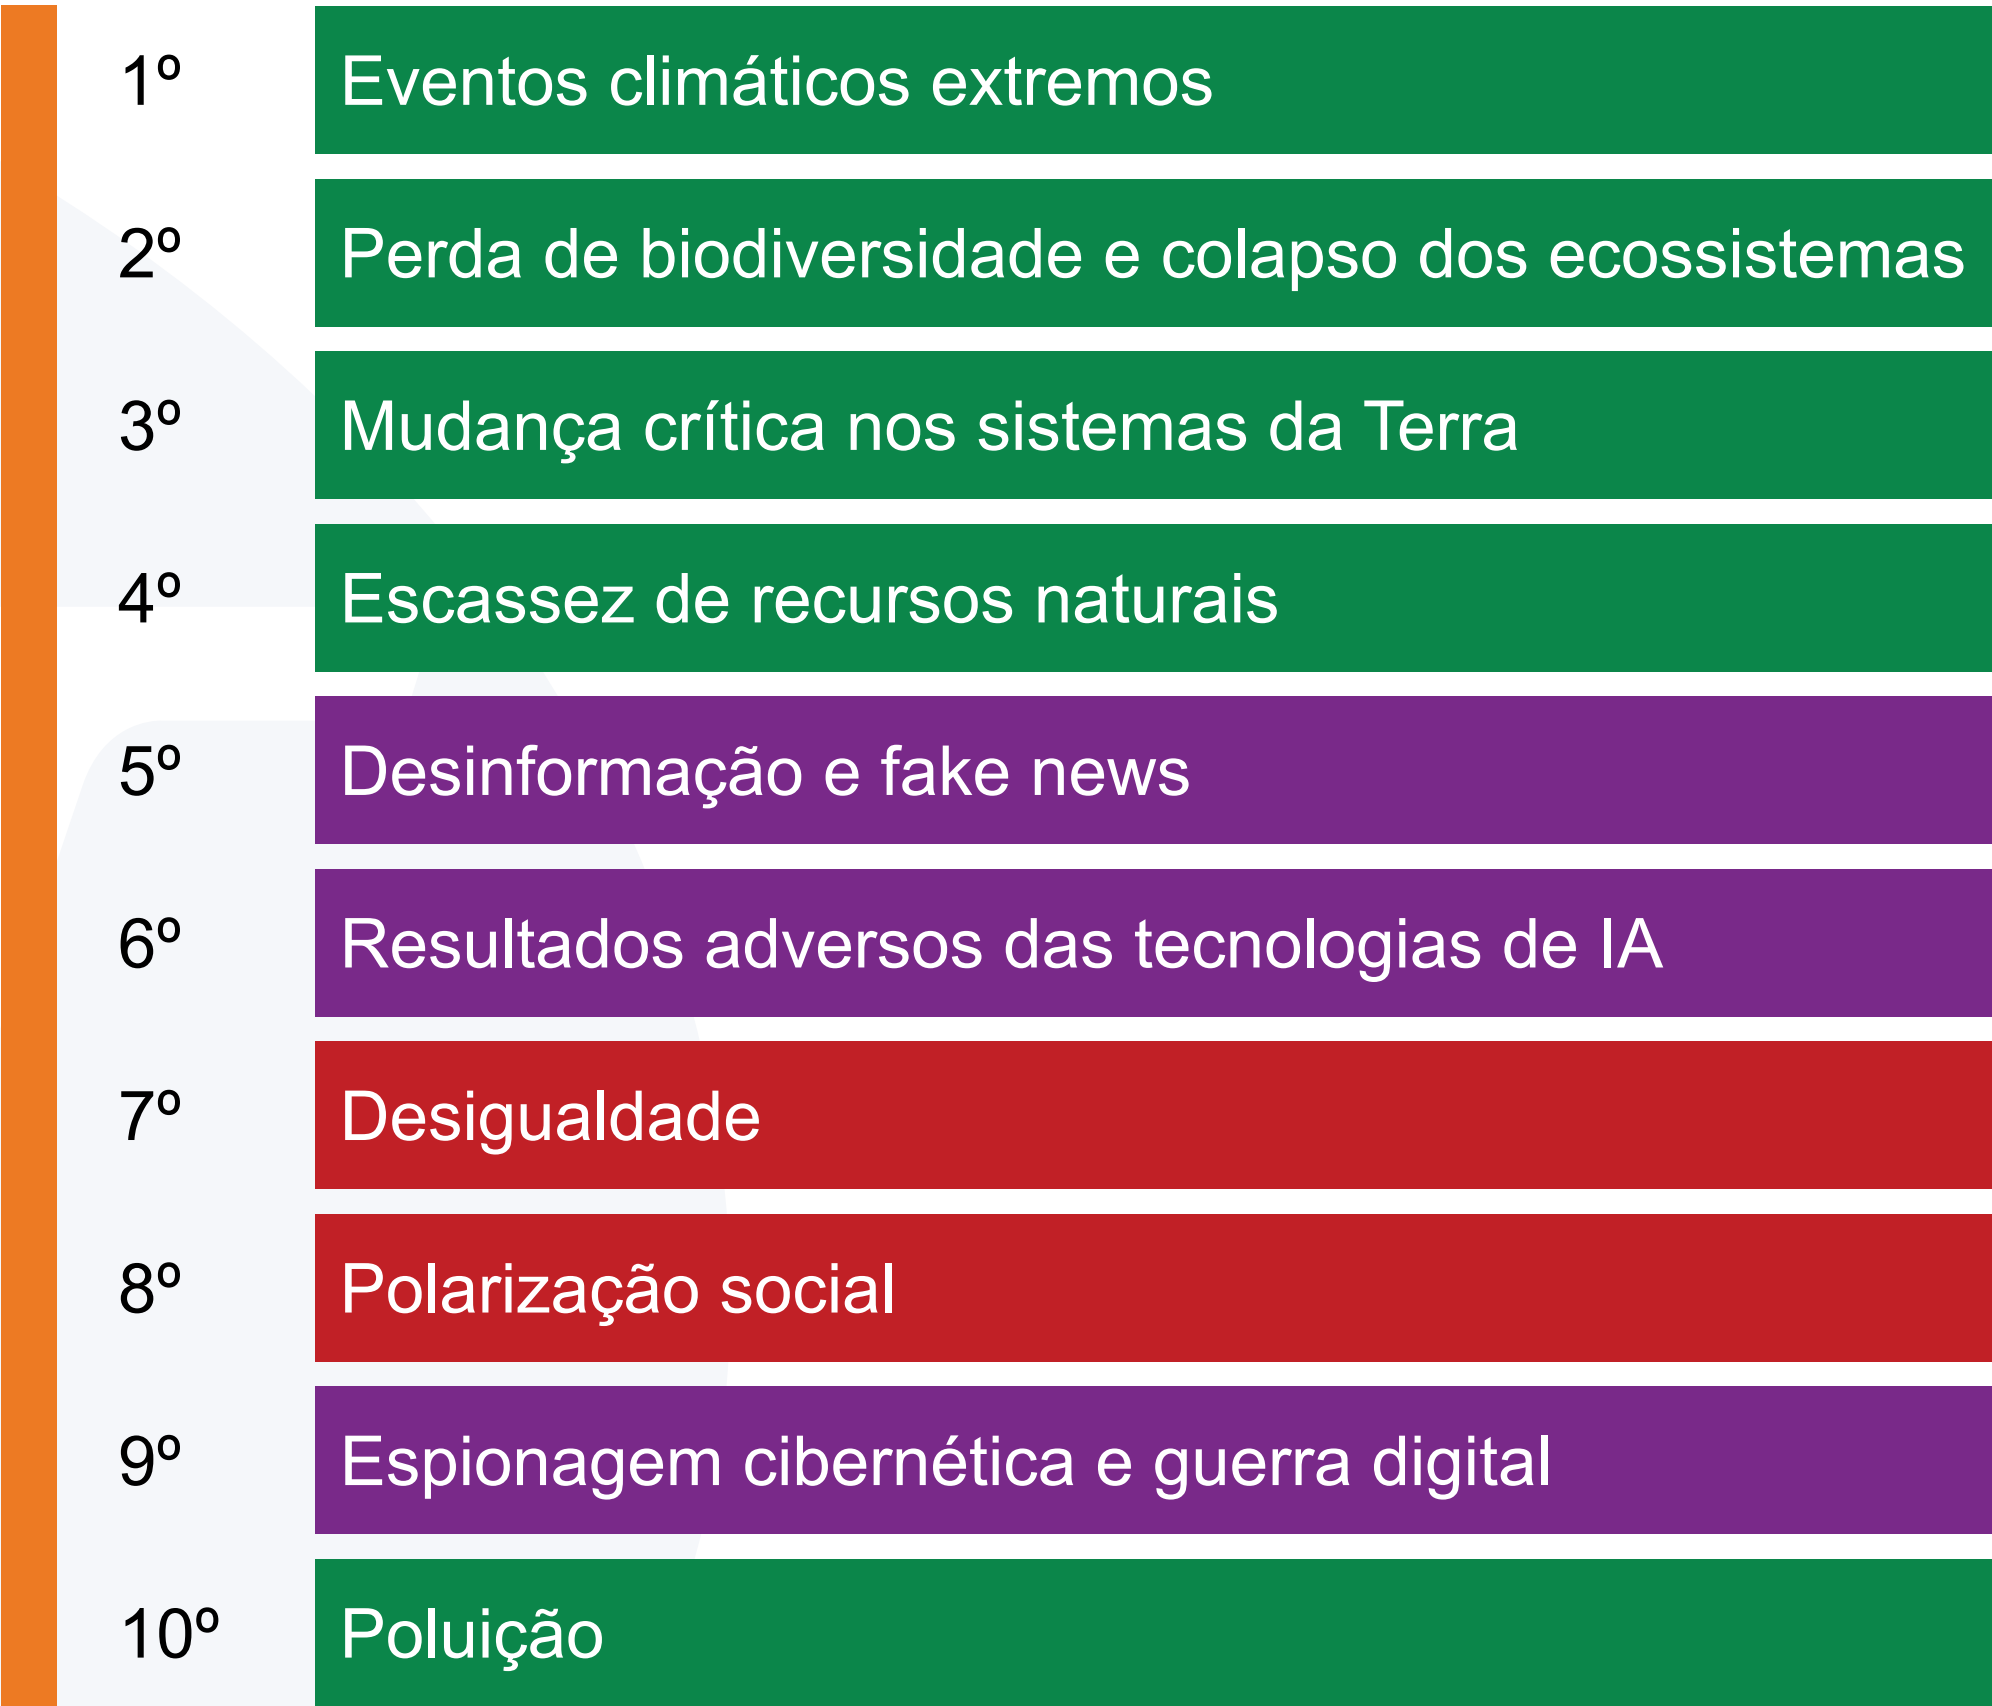 1º Eventos climáticos extremos
2º Perda de biodiversidade e colapso dos ecossistemas
3º Mudança crítica nos sistemas da Terra
4º Escassez de recursos naturais
5º Desinformação e fake news
6º Resultados adversos das tecnologias de IA
7º Desigualdade
8º Polarização social
9º Espionagem cibernética e guerra digital
10º Poluição